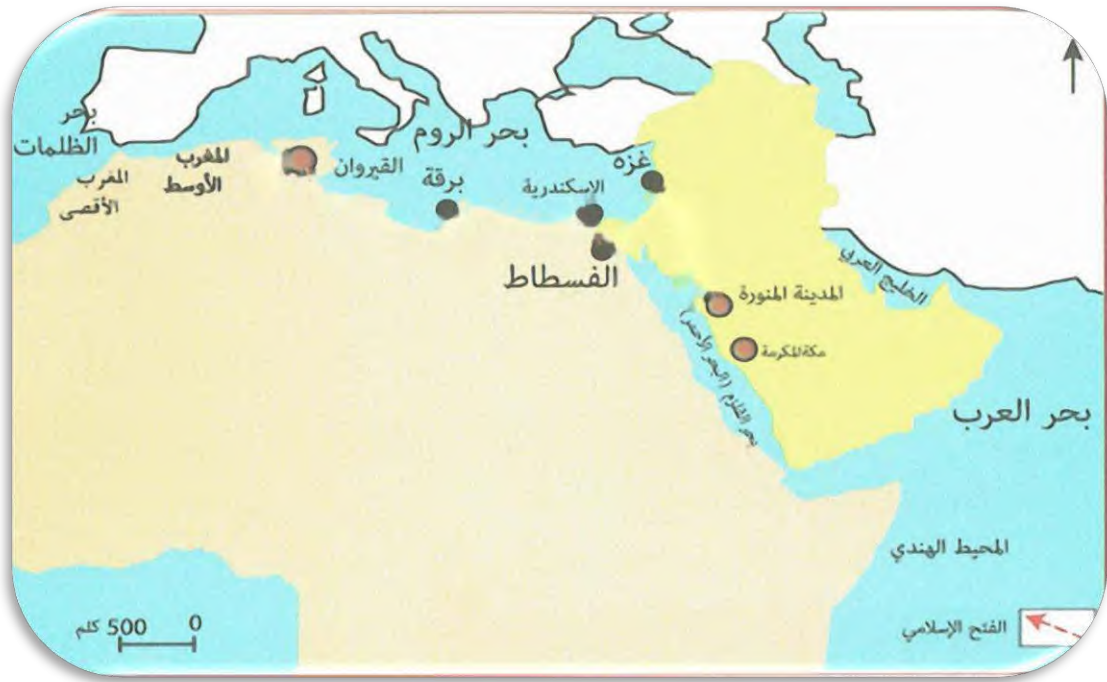 بحر
الظلمات
المغرب
الأقصى
المغرب
الأوسط
القيروان
بحر الروم
برقة
الاسكندرية
غزه
الفسطاط
المدينة المنورة
مكة المكرمة
بحر القلزم (البحر الأحمر)
الخليج العربي
بحر العرب
المحيط الهندي
الفتح الإسلامي
0 500 كلم